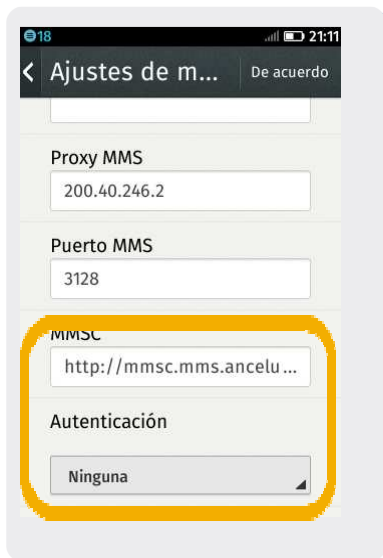 18 21:11
Ajustes de m... De acuerdo
Proxy MMS
200.40.246.2
Puerto MMS
3128
MMSC
http://mmsc.mms.ancelu...
Autenticación
Ninguna